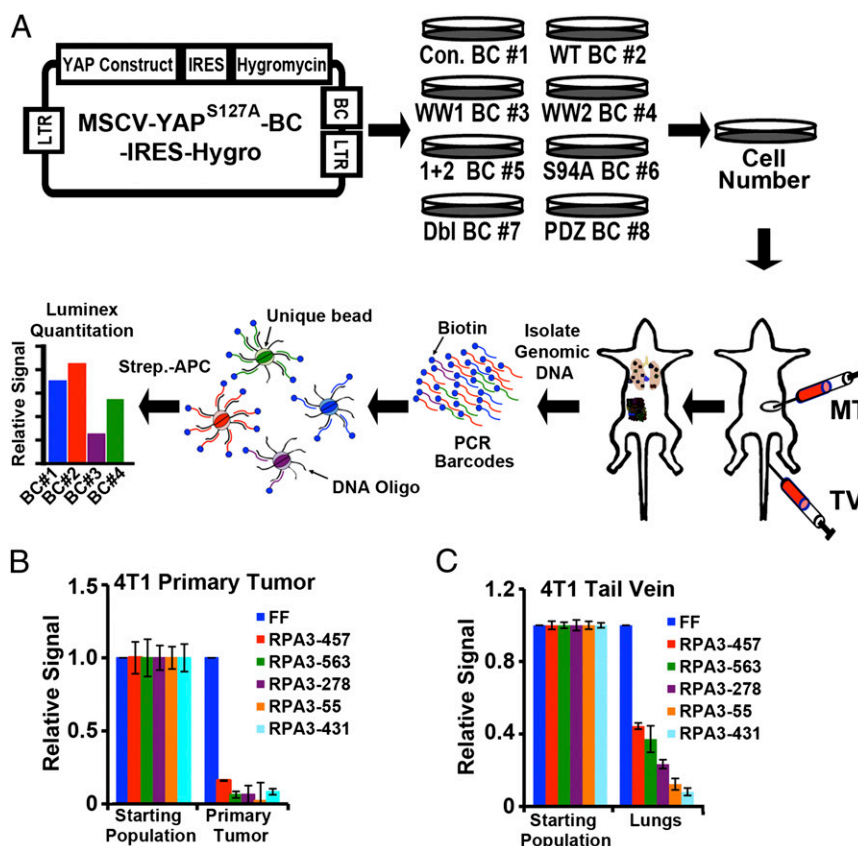 A
YAP Construct IRES Hygromycin
LTR
MSCV-YAP^S127A-BC
-IRES-Hygro
BC
LTR
Con. BC #1 WT BC #2
WW1 BC #3 WW2 BC #4
1+2 BC #5 S94A BC #6
Dbl BC #7 PDZ BC #8
Cell
Number
MT
TV
Isolate
Genomic
DNA
Biotin
PCR
Barcodes
Unique bead
DNA Oligo
Strep.-APC
Luminex
Quantitation
Relative Signal
BC#1 BC#2 BC#3 BC#4
B
4T1 Primary Tumor
Relative Signal
1.5
1.0
0.5
0
FF
RPA3-457
RPA3-563
RPA3-278
RPA3-55
RPA3-431
Starting
Population
Primary
Tumor
C
4T1 Tail Vein
Relative Signal
1.2
0.8
0.4
0
FF
RPA3-457
RPA3-563
RPA3-278
RPA3-55
RPA3-431
Starting
Population
Lungs